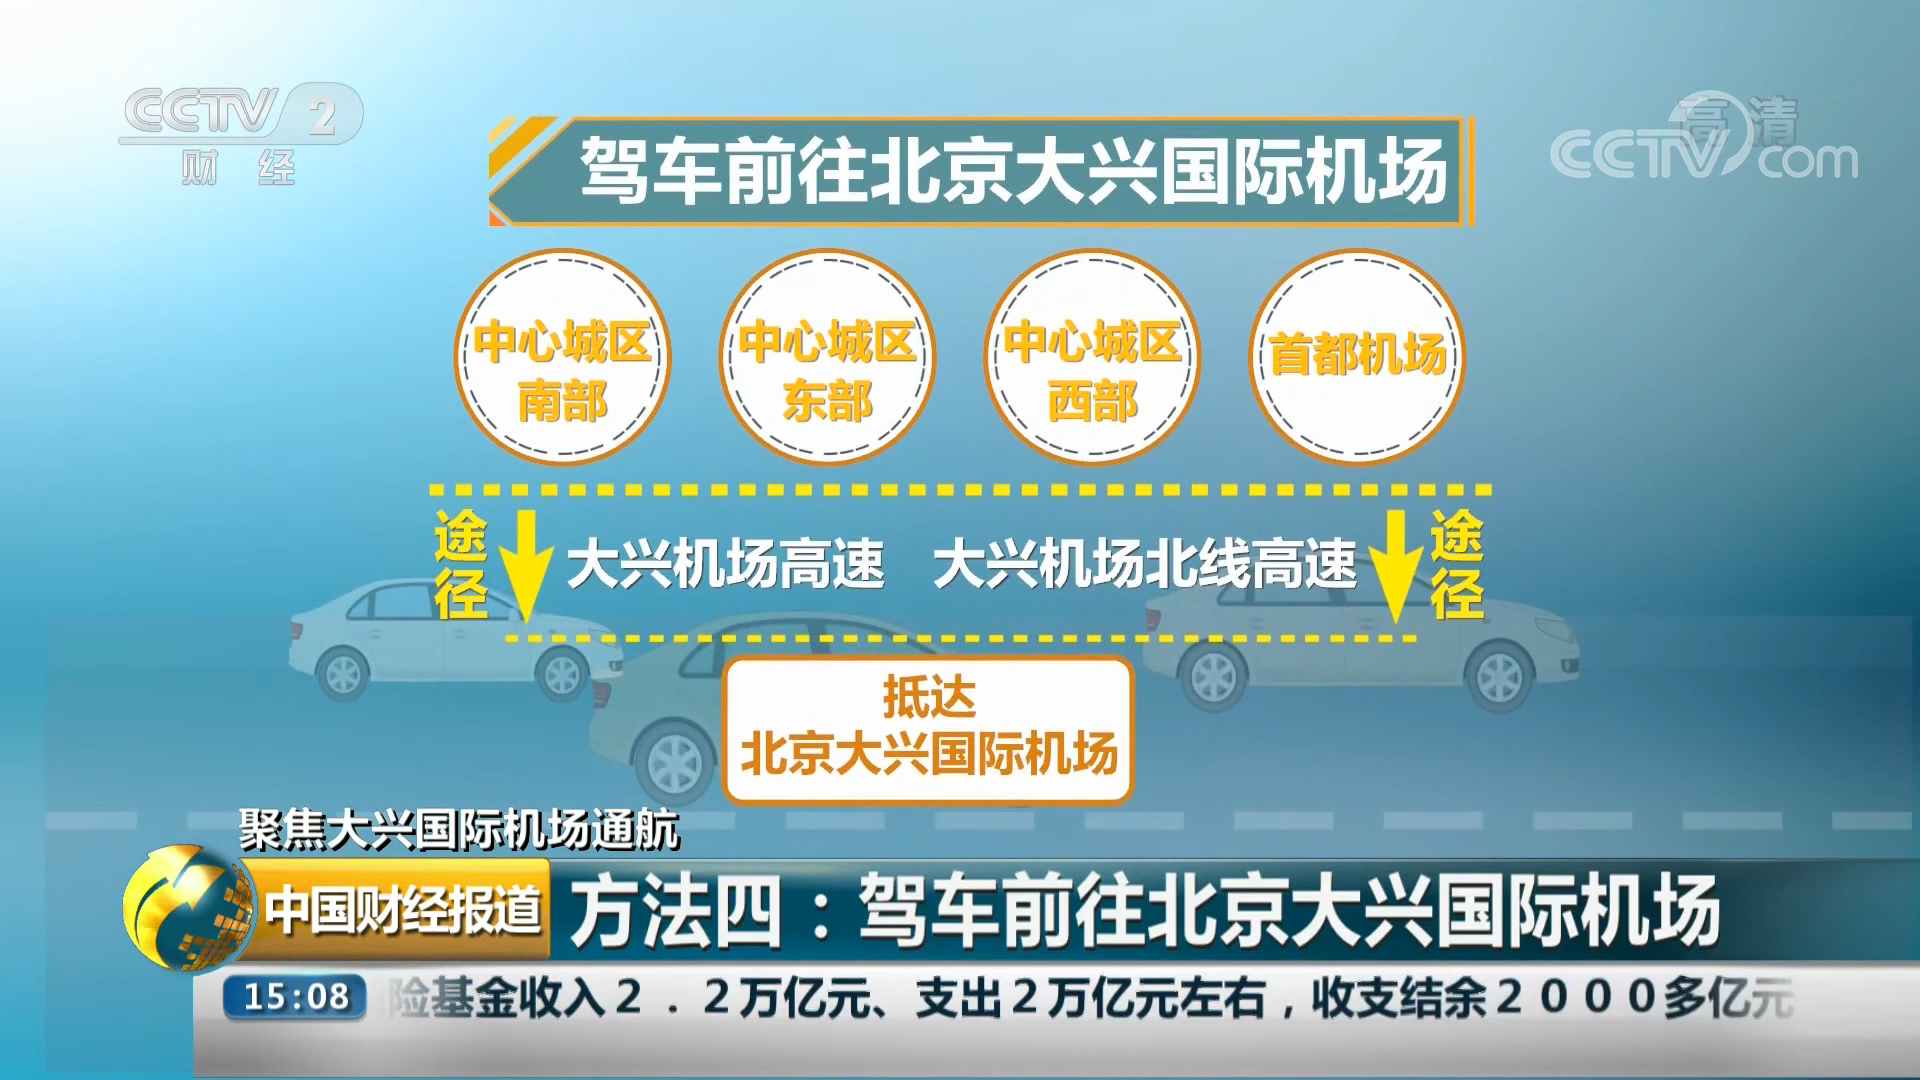 CCTV 2
财 经
高清
CCTV.com
驾车前往北京大兴国际机场
中心城区
南部
中心城区
东部
中心城区
西部
首都机场
途径
大兴机场高速 大兴机场北线高速
途径
抵达
北京大兴国际机场
聚焦大兴国际机场通航
中国财经报道
方法四：驾车前往北京大兴国际机场
15:08
险基金收入2．2万亿元、支出2万亿元左右，收支结余2000多亿元